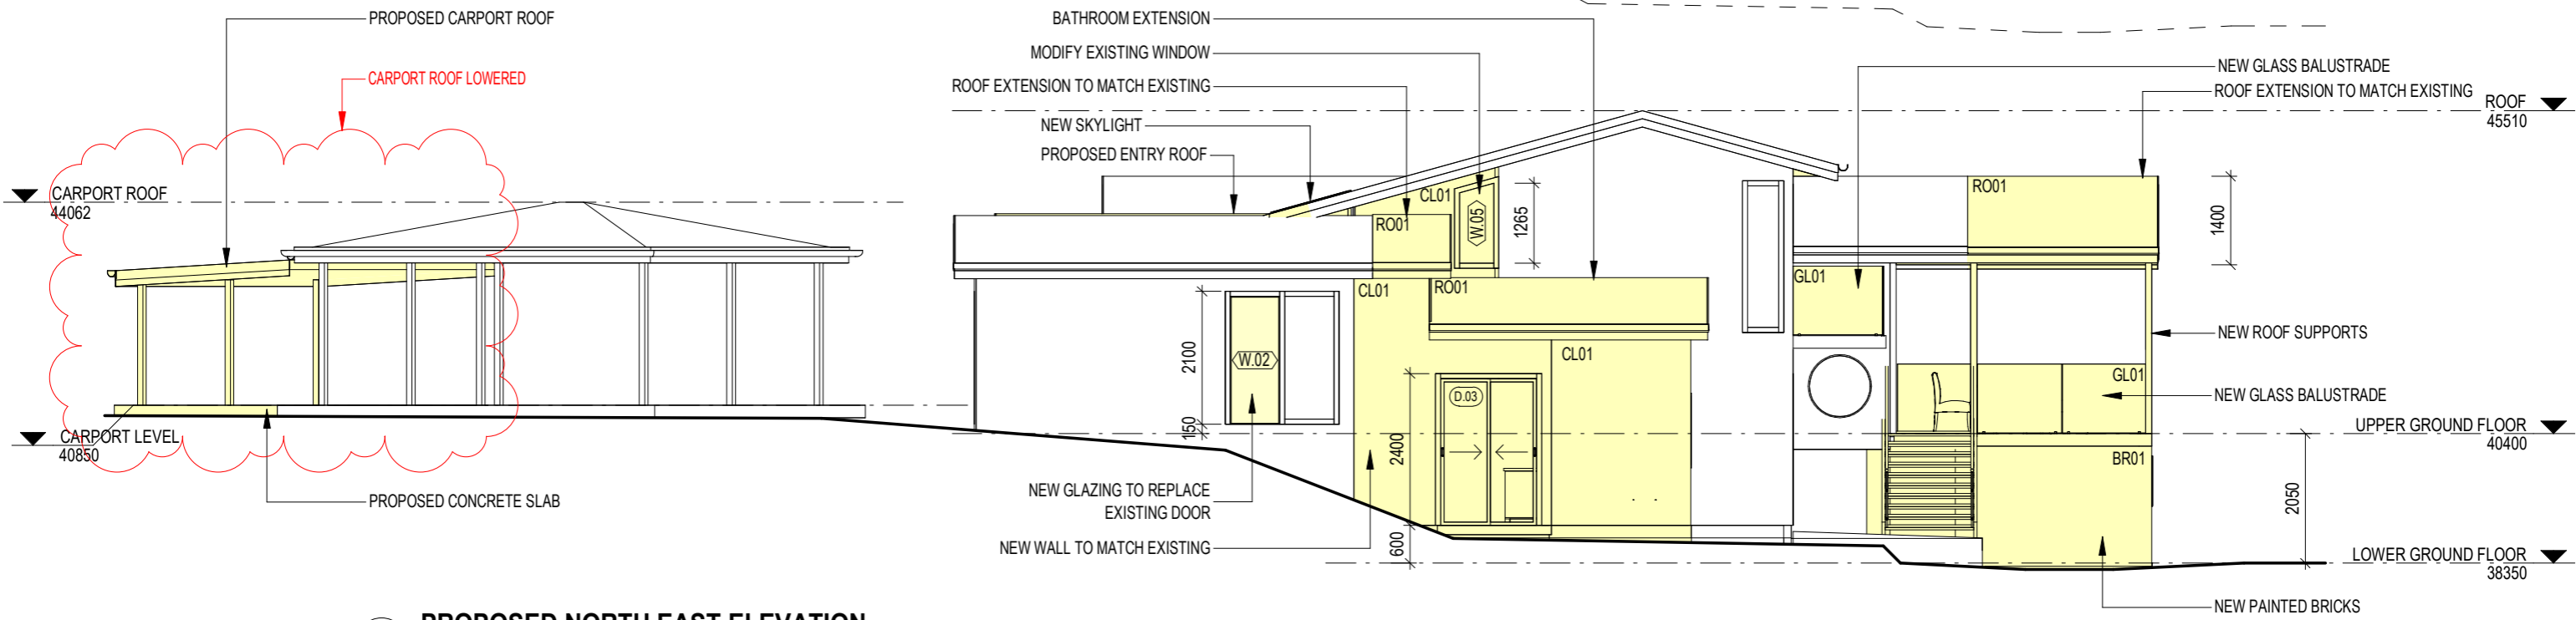 PROPOSED CARPORT ROOF
CARPORT ROOF LOWERED
CARPORT ROOF
44062
CARPORT LEVEL
40850
PROPOSED CONCRETE SLAB
BATHROOM EXTENSION
MODIFY EXISTING WINDOW
ROOF EXTENSION TO MATCH EXISTING
NEW SKYLIGHT
PROPOSED ENTRY ROOF
CL01
W.05
1265
RO01
CL01
RO01
CL01
2100
W.02
150
2400
D.03
600
NEW GLAZING TO REPLACE
EXISTING DOOR
NEW WALL TO MATCH EXISTING
NEW GLASS BALUSTRADE
ROOF EXTENSION TO MATCH EXISTING
ROOF
45510
RO01
1400
GL01
NEW ROOF SUPPORTS
GL01
NEW GLASS BALUSTRADE
UPPER GROUND FLOOR
40400
BR01
2050
LOWER GROUND FLOOR
38350
NEW PAINTED BRICKS
PROPOSED NORTH EAST ELEVATION